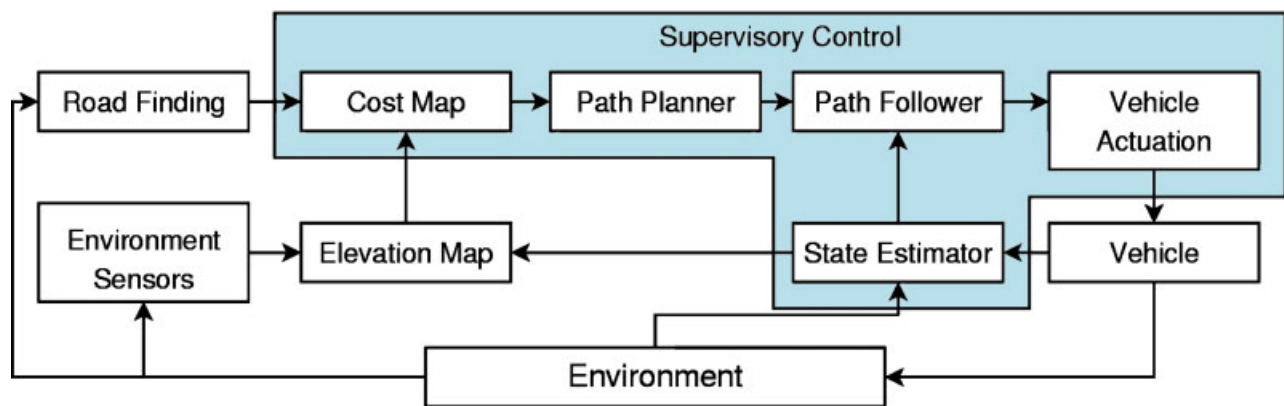 Supervisory Control
Road Finding
Cost Map
Path Planner
Path Follower
Vehicle
Actuation
Environment
Sensors
Elevation Map
State Estimator
Vehicle
Environment